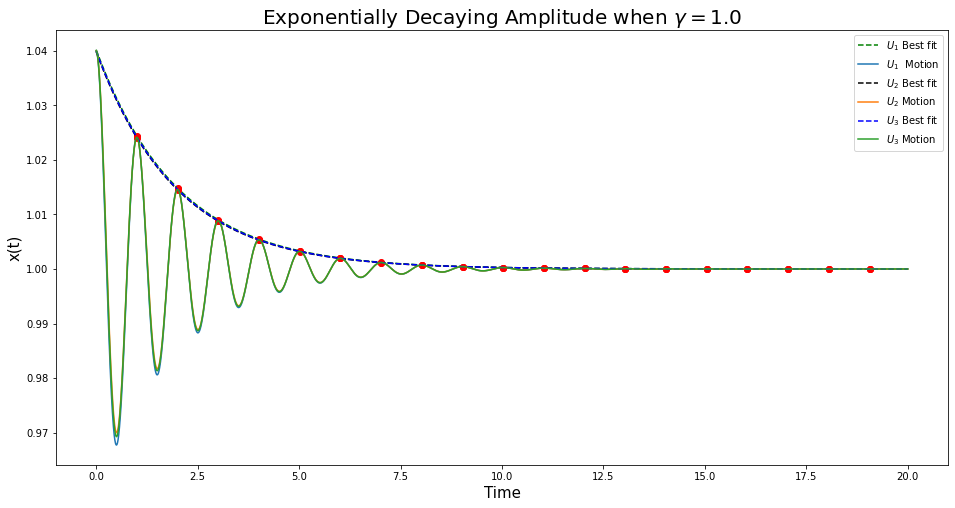 Exponentially Decaying Amplitude when γ = 1.0
1.04
1.03
1.02
1.01
1.00
0.99
0.98
0.97
x(t)
0.0 2.5 5.0 7.5 10.0 12.5 15.0 17.5 20.0
Time
U₁ Best fit
U₁ Motion
U₂ Best fit
U₂ Motion
U₃ Best fit
U₃ Motion